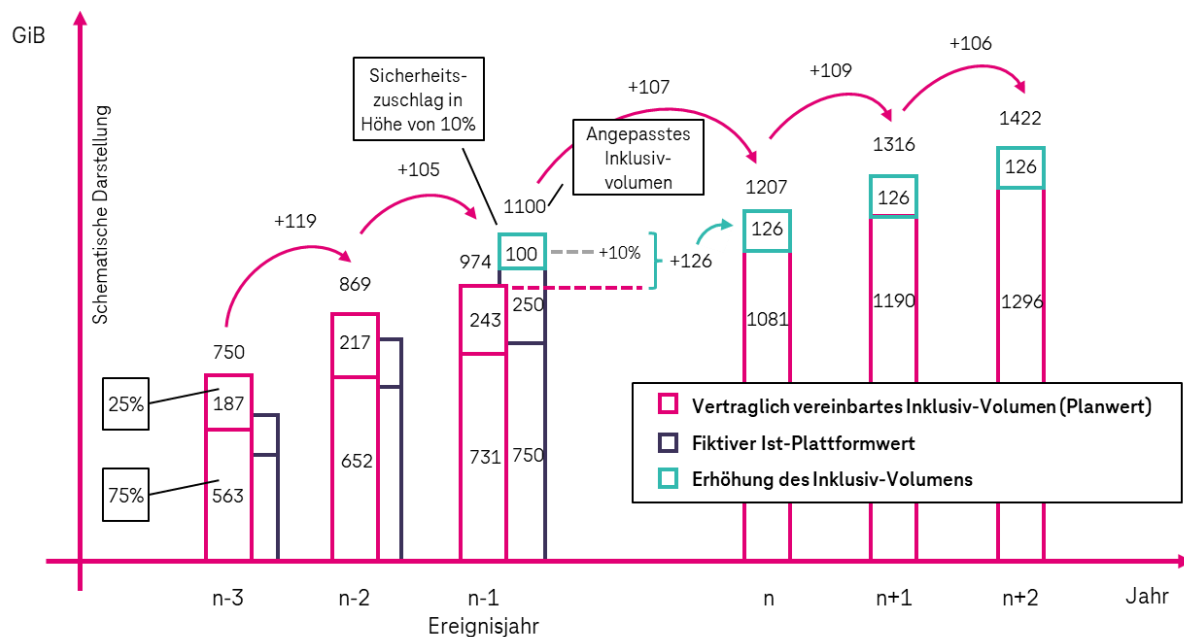 GiB
Schematische Darstellung
Sicherheits-
zuschlag in
Höhe von 10%
Angepasstes
Inklusiv-
volumen
+119
+105
+107
+109
+106
750
869
974
1100
1207
1316
1422
25%
75%
187
563
217
652
243
731
100
250
750
+10%
+126
126
1081
126
1190
126
1296
Vertraglich vereinbartes Inklusiv-Volumen (Planwert)
Fiktiver Ist-Plattformwert
Erhöhung des Inklusiv-Volumens
n-3
n-2
n-1
n
n+1
n+2
Jahr
Ereignisjahr